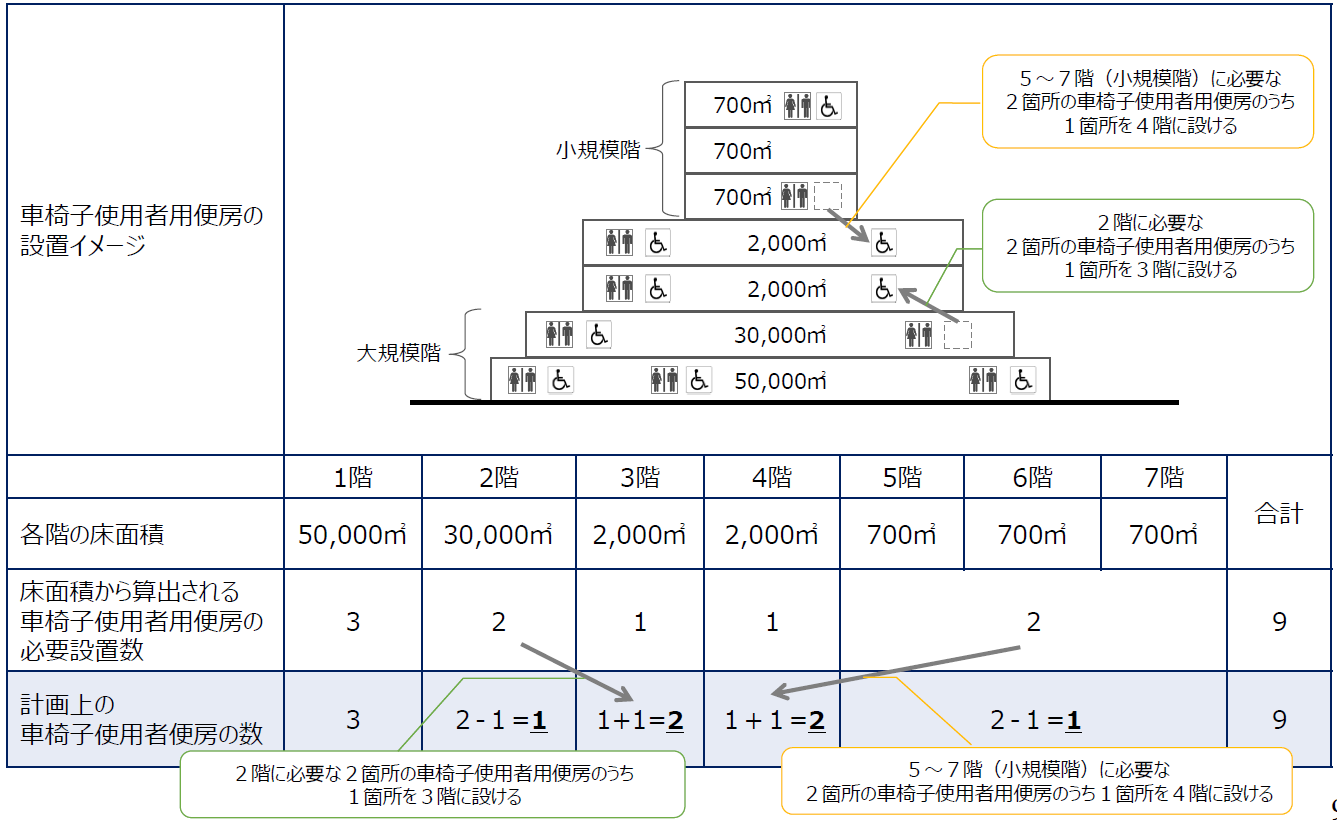 車椅子使用者用便房の
設置イメージ
小規模階
大規模階
700㎡
700㎡
700㎡
2,000㎡
2,000㎡
30,000㎡
50,000㎡
５～７階（小規模階）に必要な
２箇所の車椅子使用者用便房のうち
１箇所を４階に設ける
２階に必要な
２箇所の車椅子使用者用便房のうち
１箇所を３階に設ける
1階 2階 3階 4階 5階 6階 7階 合計
各階の床面積 50,000㎡ 30,000㎡ 2,000㎡ 2,000㎡ 700㎡ 700㎡ 700㎡
床面積から算出される
車椅子使用者用便房の
必要設置数
3 2 1 1 2 9
計画上の
車椅子使用者便房の数
3 2 - 1 =1 1+1=2 1 + 1 =2 2 - 1 =1 9
２階に必要な２箇所の車椅子使用者用便房のうち
１箇所を３階に設ける
５～７階（小規模階）に必要な
２箇所の車椅子使用者用便房のうち１箇所を４階に設ける